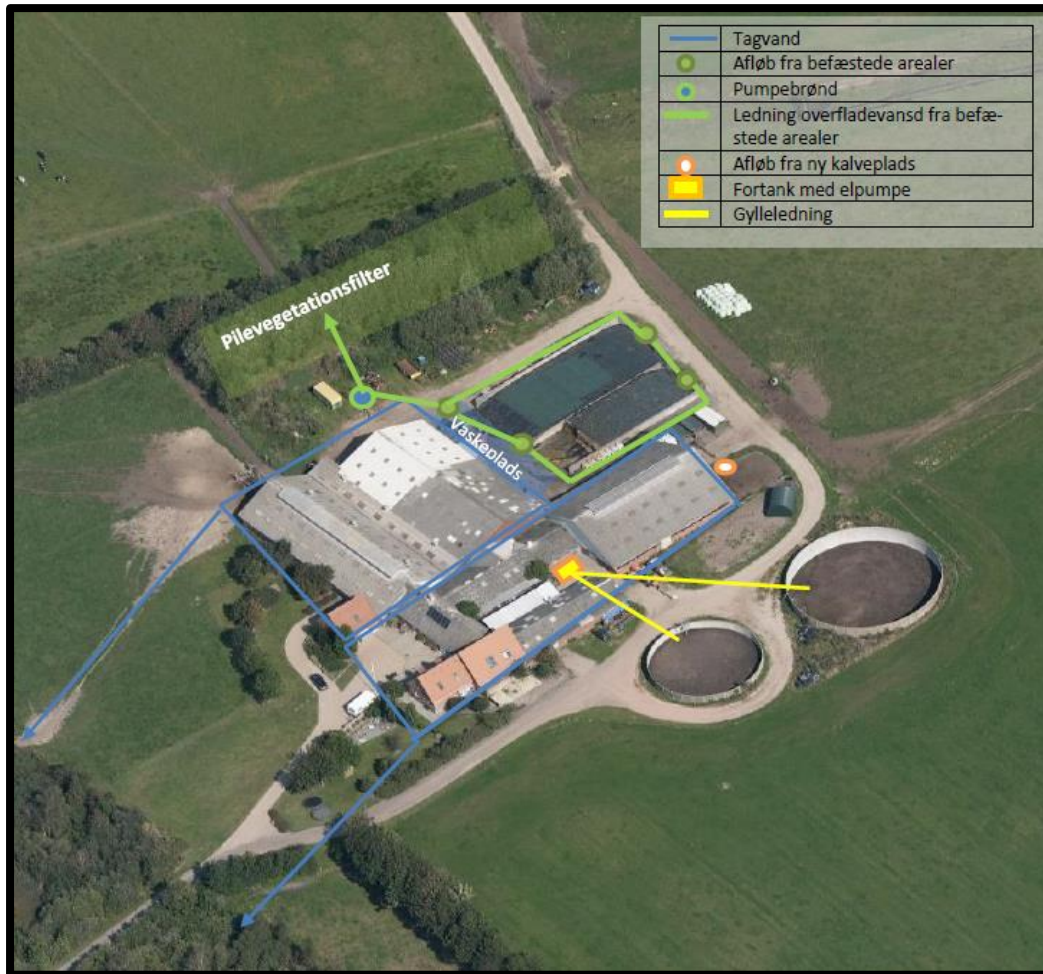 Tagvand
Afløb fra befæstede arealer
Pumpebrønd
Ledning overfladevansd fra befæ-
stede arealer
Afløb fra ny kalveplads
Fortank med elpumpe
Gylleledning
Pilevegetationsfilter
Vaskeplads